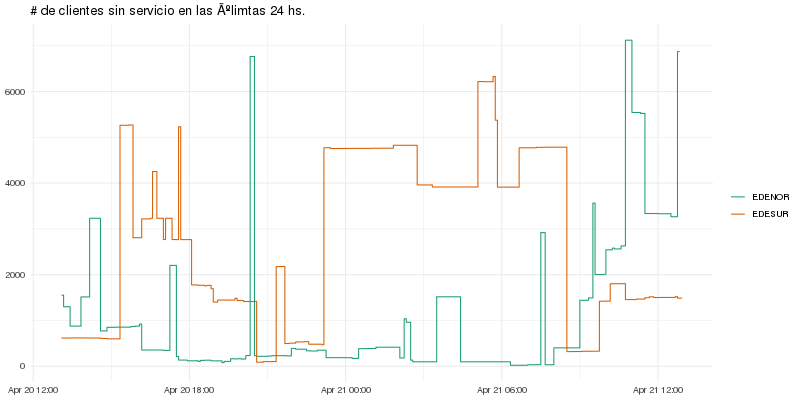 # de clientes sin servicio en las Ãºlimtas 24 hs.
6000
4000
2000
0
Apr 20 12:00
Apr 20 18:00
Apr 21 00:00
Apr 21 06:00
Apr 21 12:00
EDENOR
EDESUR